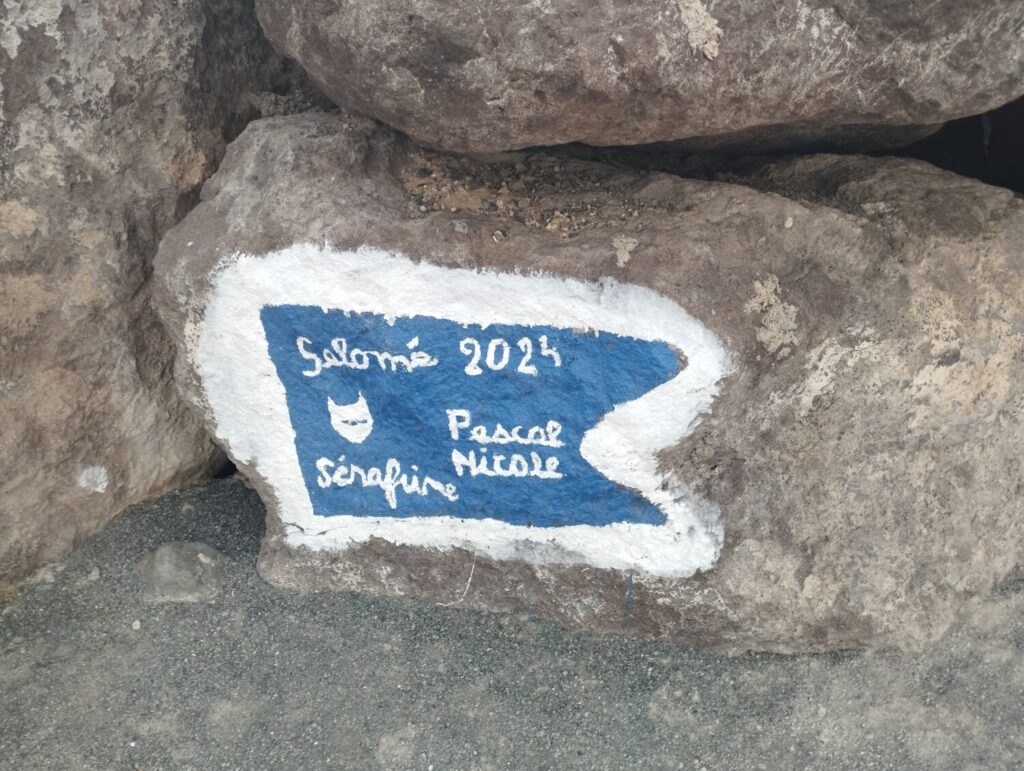 Salomé 2024
Pascal
Nicole
Sérafine